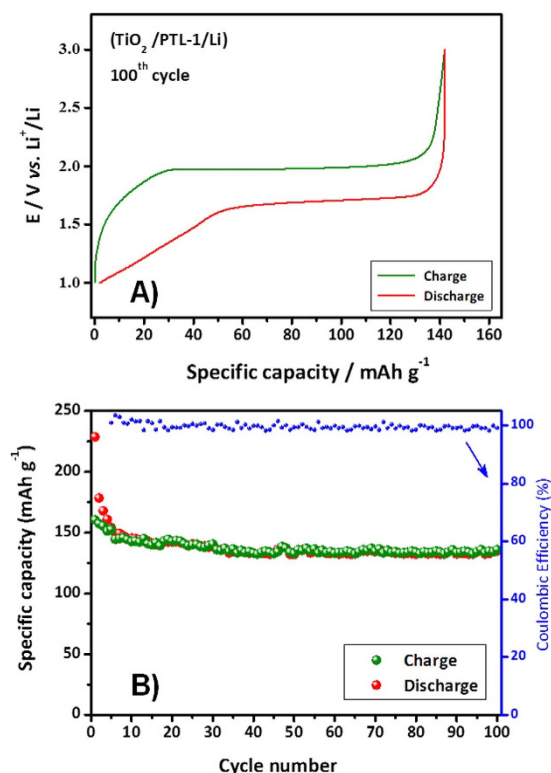 A)
(TiO2 /PTL-1/Li)
100th cycle
E / V vs. Li+/Li
3.0
2.5
2.0
1.5
1.0
A)
Charge
Discharge
0 20 40 60 80 100 120 140 160
Specific capacity / mAh g-1
B)
Specific capacity (mAh g-1)
250
200
150
100
50
0
100
80
60
40
20
0
Coulombic Efficiency (%)
Charge
Discharge
B)
0 10 20 30 40 50 60 70 80 90 100
Cycle number